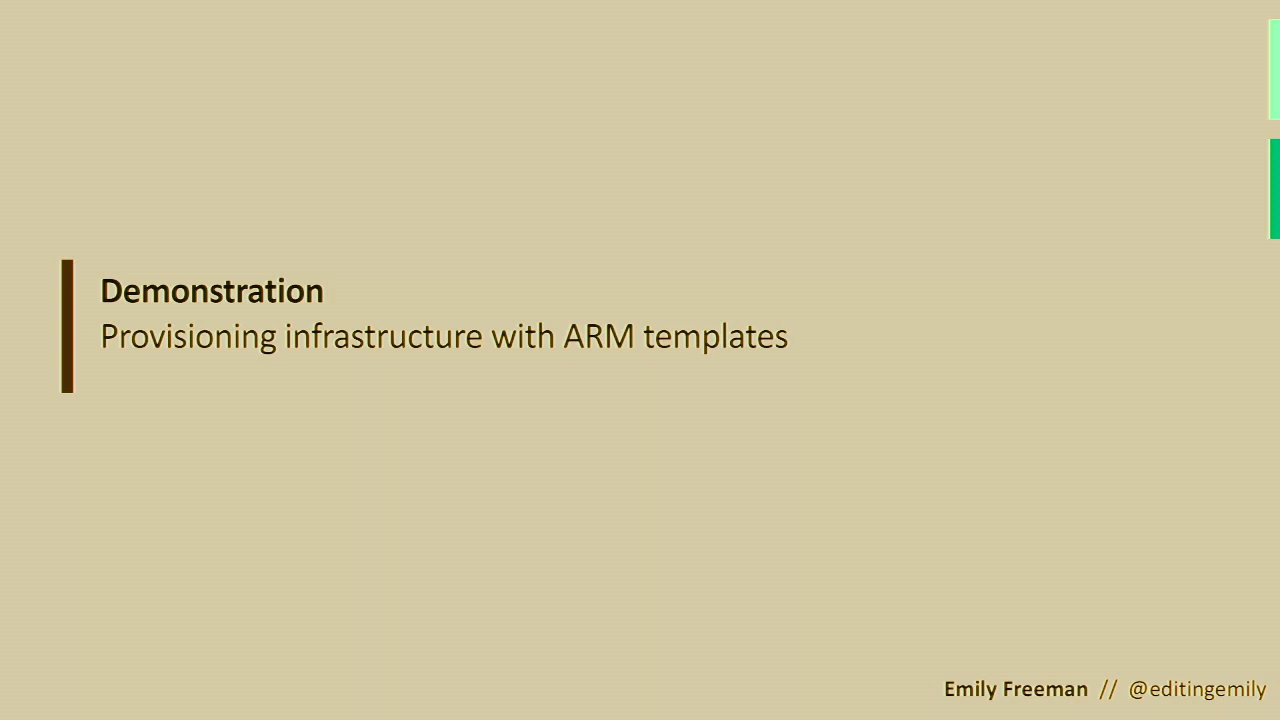 Demonstration
Provisioning infrastructure with ARM templates
Emily Freeman // @editingemily